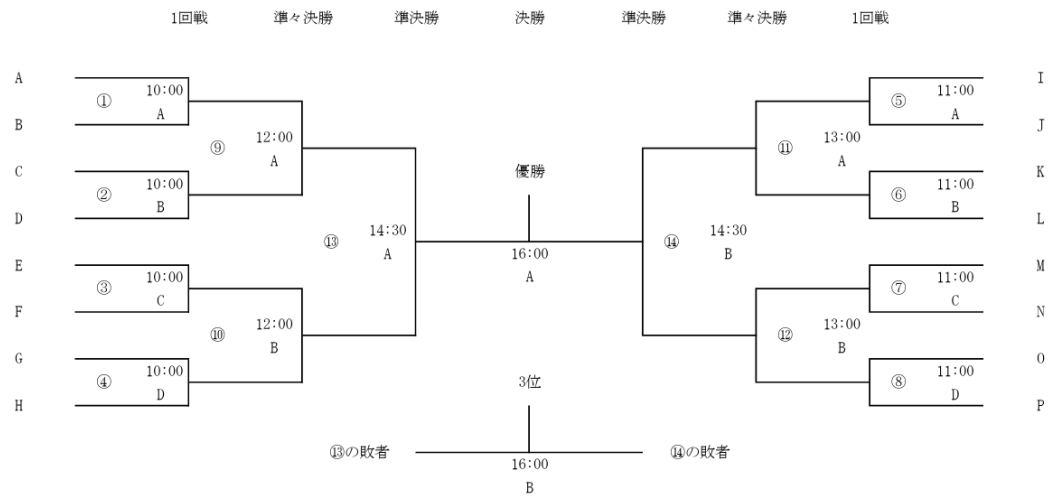 1回戦 準々決勝 準決勝 決勝 準決勝 準々決勝 1回戦
A I
① 10:00 ⑤ 11:00
A A
B J
⑨ 12:00 ⑪ 13:00
A A
C 優勝 K
② 10:00 ⑥ 11:00
B B
D L
⑬ 14:30 ⑭ 14:30
A 16:00 B
A
E M
③ 10:00 ⑦ 11:00
C C
F N
⑩ 12:00 ⑫ 13:00
B B
G O
④ 10:00 3位 ⑧ 11:00
D D
H P
⑬の敗者 ⑭の敗者
16:00
B